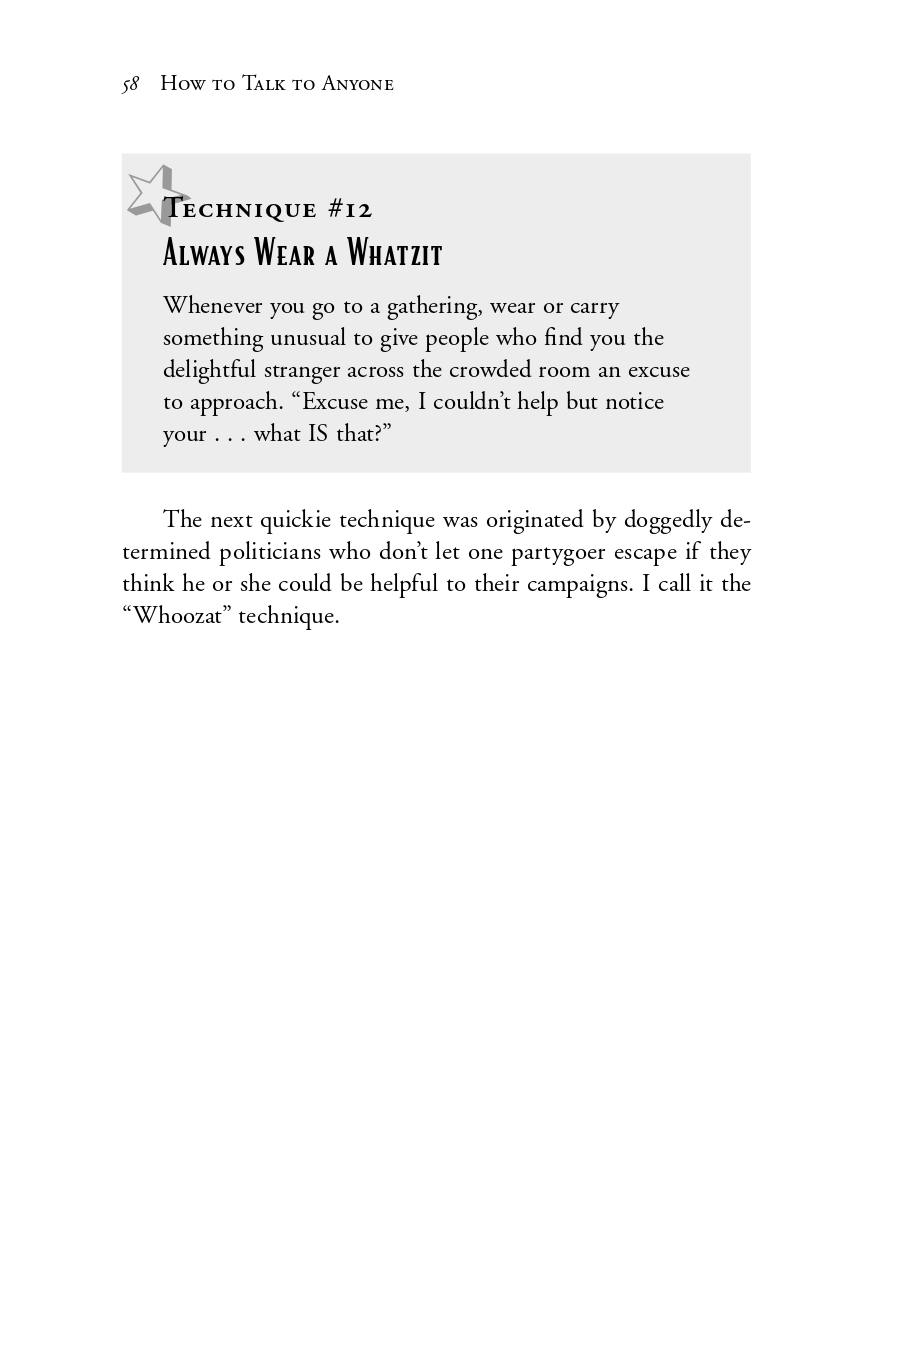 58 How to Talk to Anyone
Technique #12
Always Wear a Whatzit
Whenever you go to a gathering, wear or carry
something unusual to give people who find you the
delightful stranger across the crowded room an excuse
to approach. “Excuse me, I couldn’t help but notice
your . . . what IS that?”
The next quickie technique was originated by doggedly de-
termined politicians who don’t let one partygoer escape if they
think he or she could be helpful to their campaigns. I call it the
“Whoozat” technique.